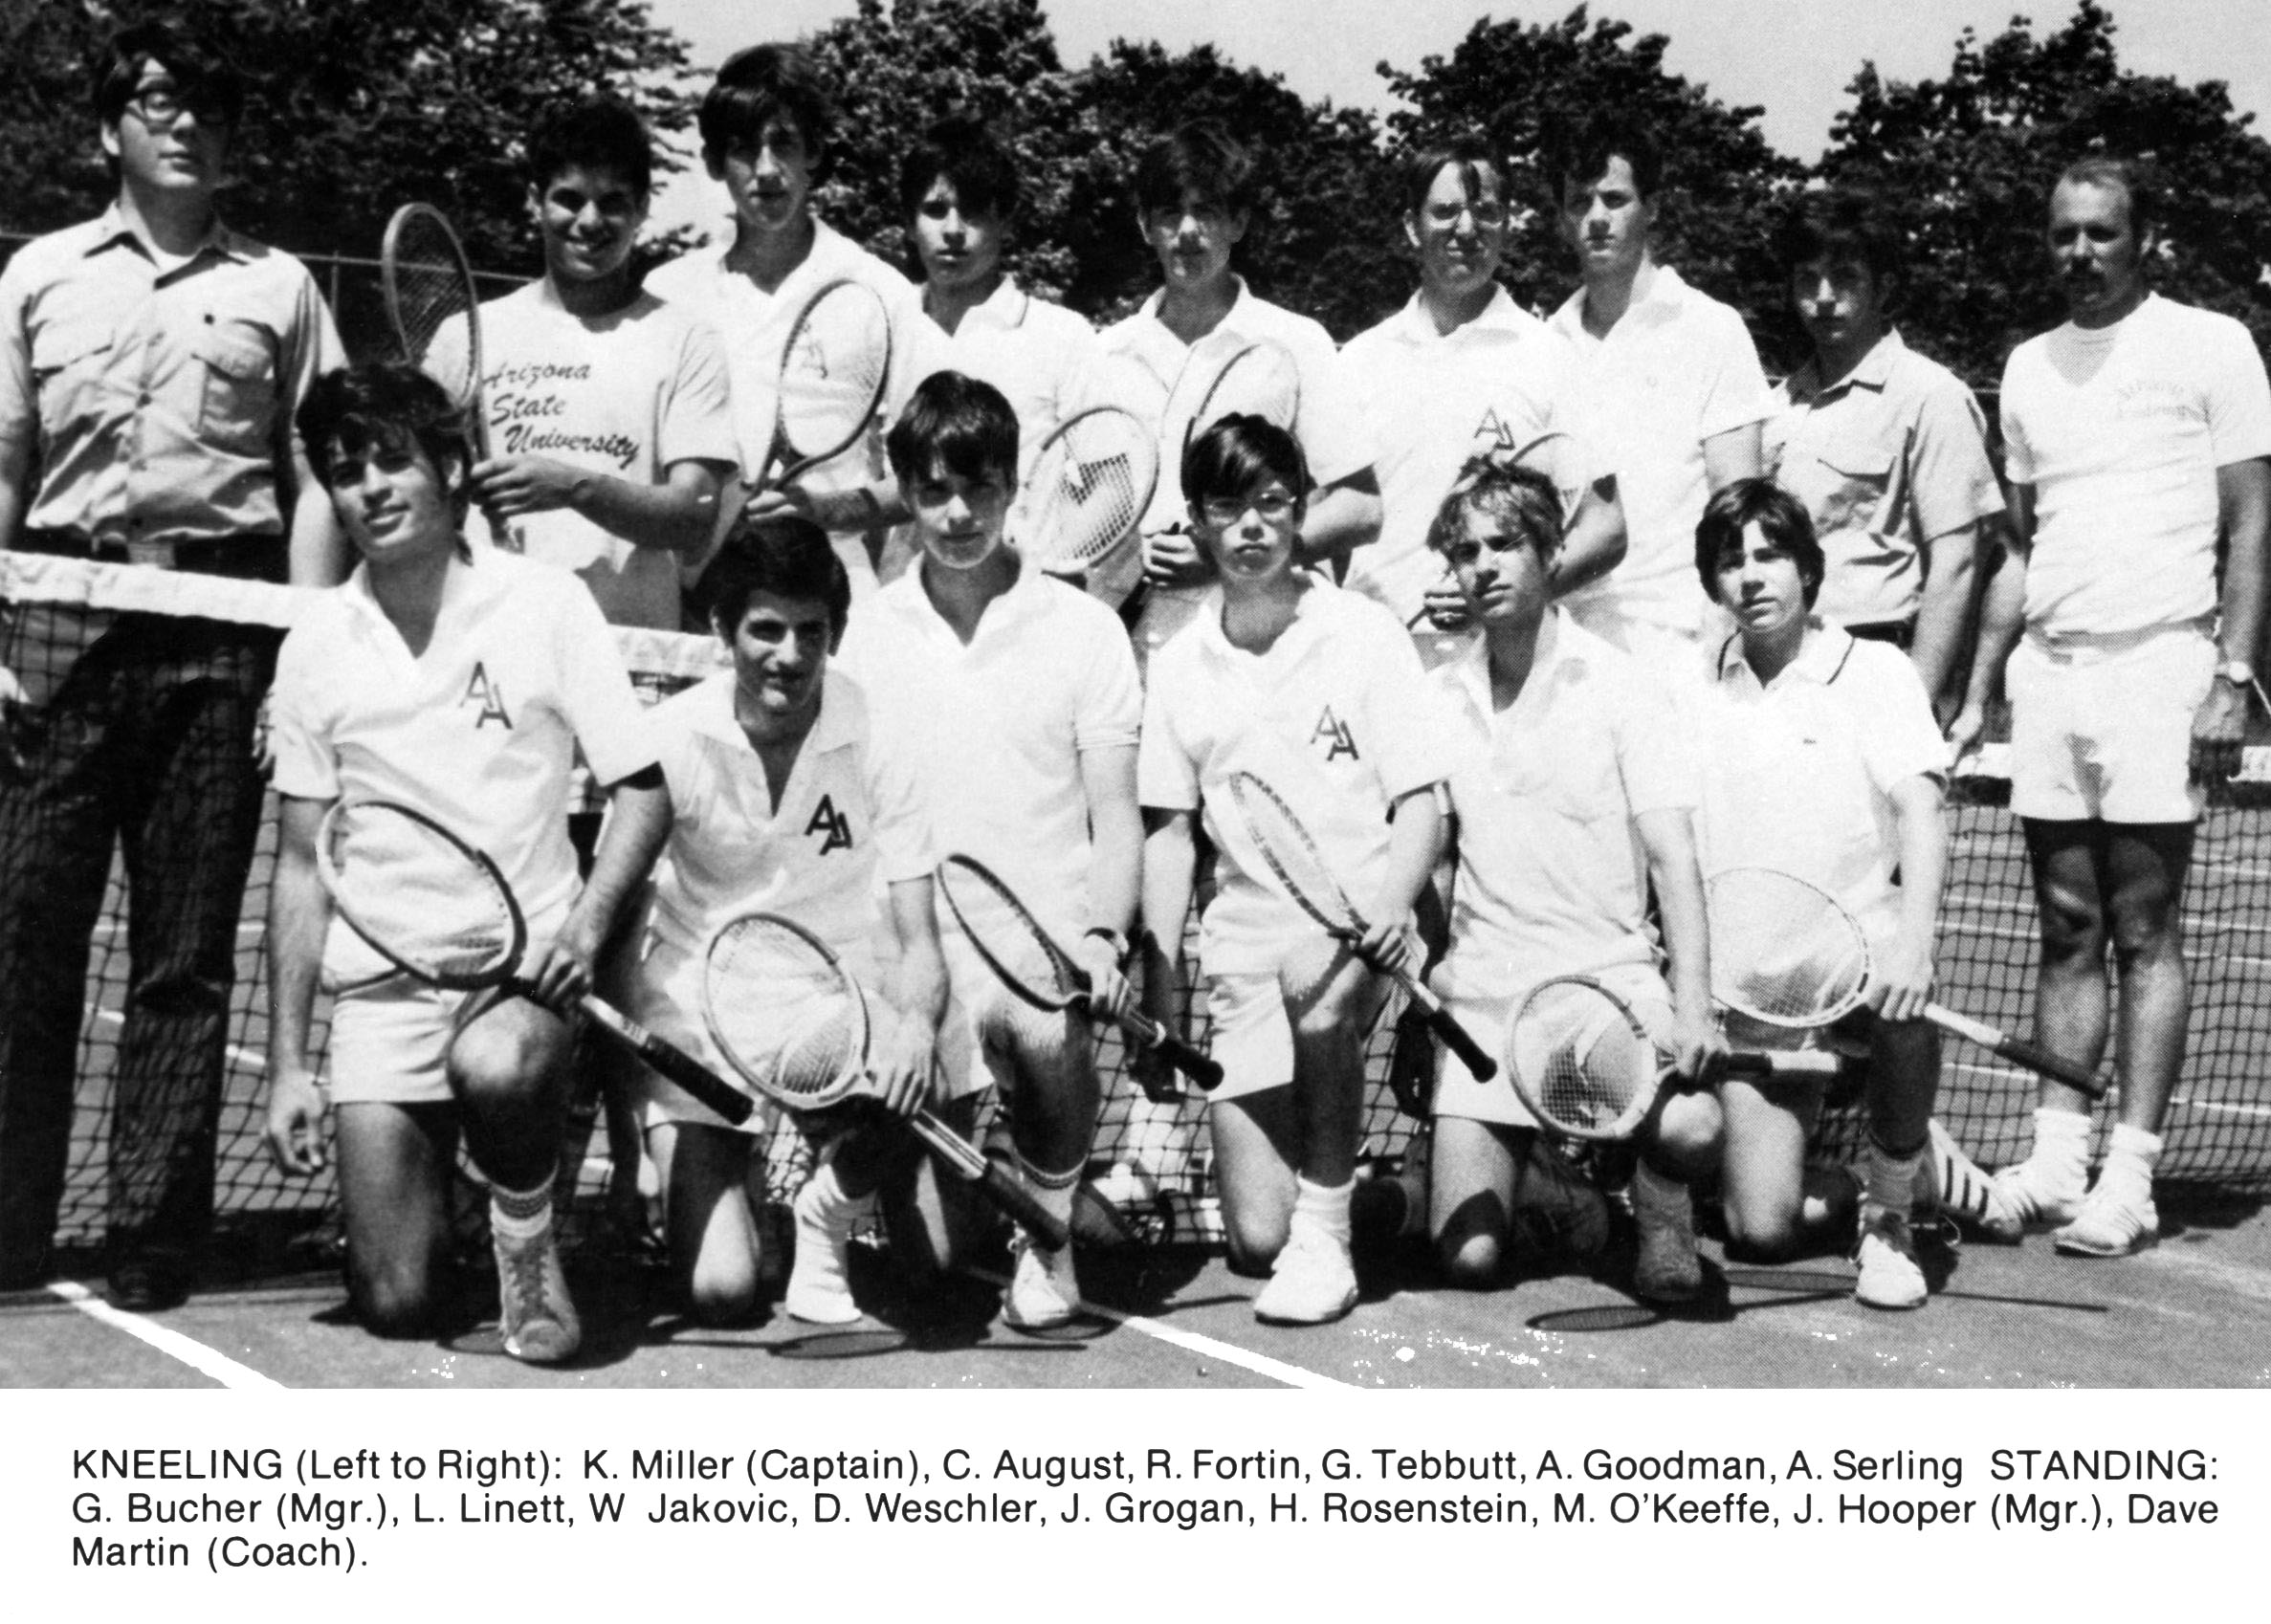 Arizona
State
University
AA
AA
AA
AA
AA
KNEELING (Left to Right): K. Miller (Captain), C. August, R. Fortin, G. Tebbutt, A. Goodman, A. Serling STANDING:
G. Bucher (Mgr.), L. Linett, W Jakovic, D. Weschler, J. Grogan, H. Rosenstein, M. O'Keeffe, J. Hooper (Mgr.), Dave
Martin (Coach).